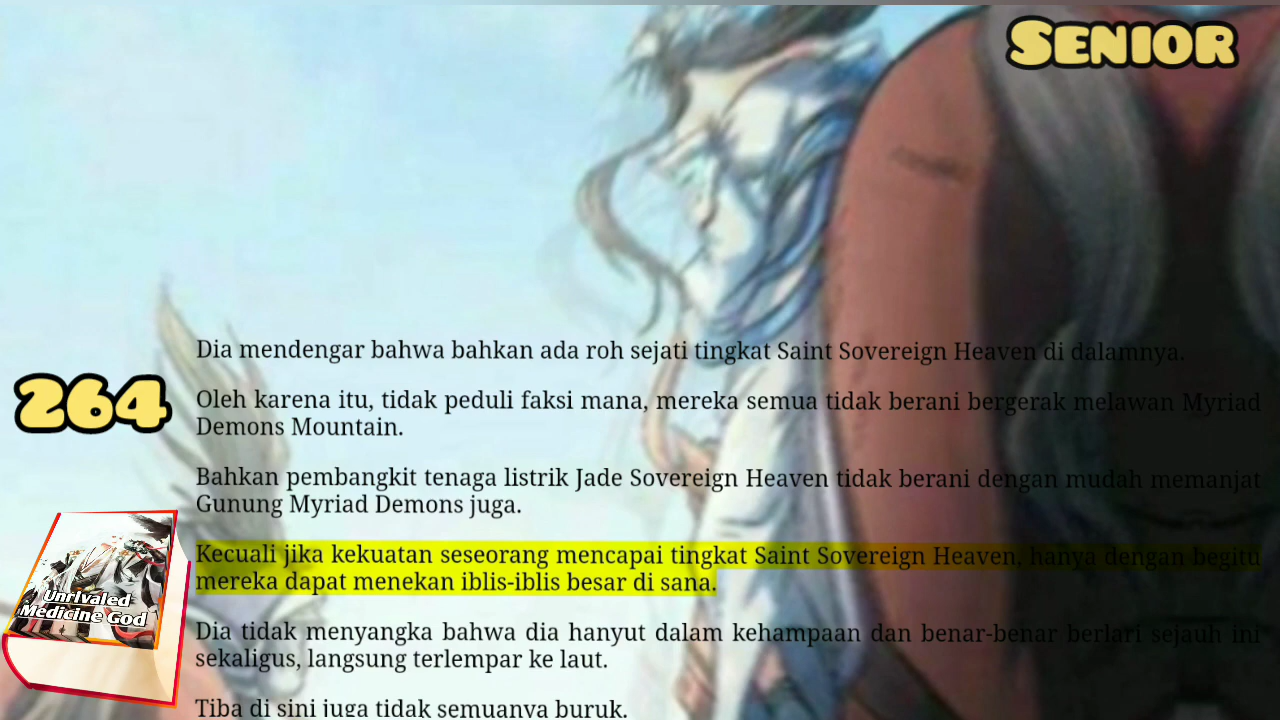 SENIOR
Dia mendengar bahwa bahkan ada roh sejati tingkat Saint Sovereign Heaven di dalamnya.
264
Oleh karena itu, tidak peduli faksi mana, mereka semua tidak berani bergerak melawan Myriad
Demons Mountain.
Bahkan pembangkit tenaga listrik Jade Sovereign Heaven tidak berani dengan mudah memanjat
Gunung Myriad Demons juga.
Kecuali jika kekuatan seseorang mencapai tingkat Saint Sovereign Heaven, hanya dengan begitu
mereka dapat menekan iblis-iblis besar di sana.
Unrivaled
Medicine God
Dia tidak menyangka bahwa dia hanyut dalam kehampaan dan benar-benar berlari sejauh ini
sekaligus, langsung terlempar ke laut.
Tiba di sini juga tidak semuanya buruk.